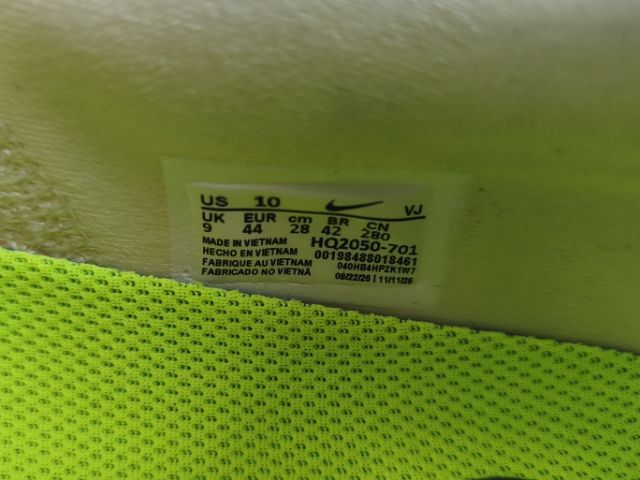 US 10 VJ
UK EUR cm BR CN
9 44 28 42 280
MADE IN VIETNAM HQ2050-701
HECHO EN VIETNAM 00198488018461
FABRIQUE AU VIETNAM 040HB4HPZK1W7
FABRICADO NO VIETNÃ 08/22/25 | 11/11/25